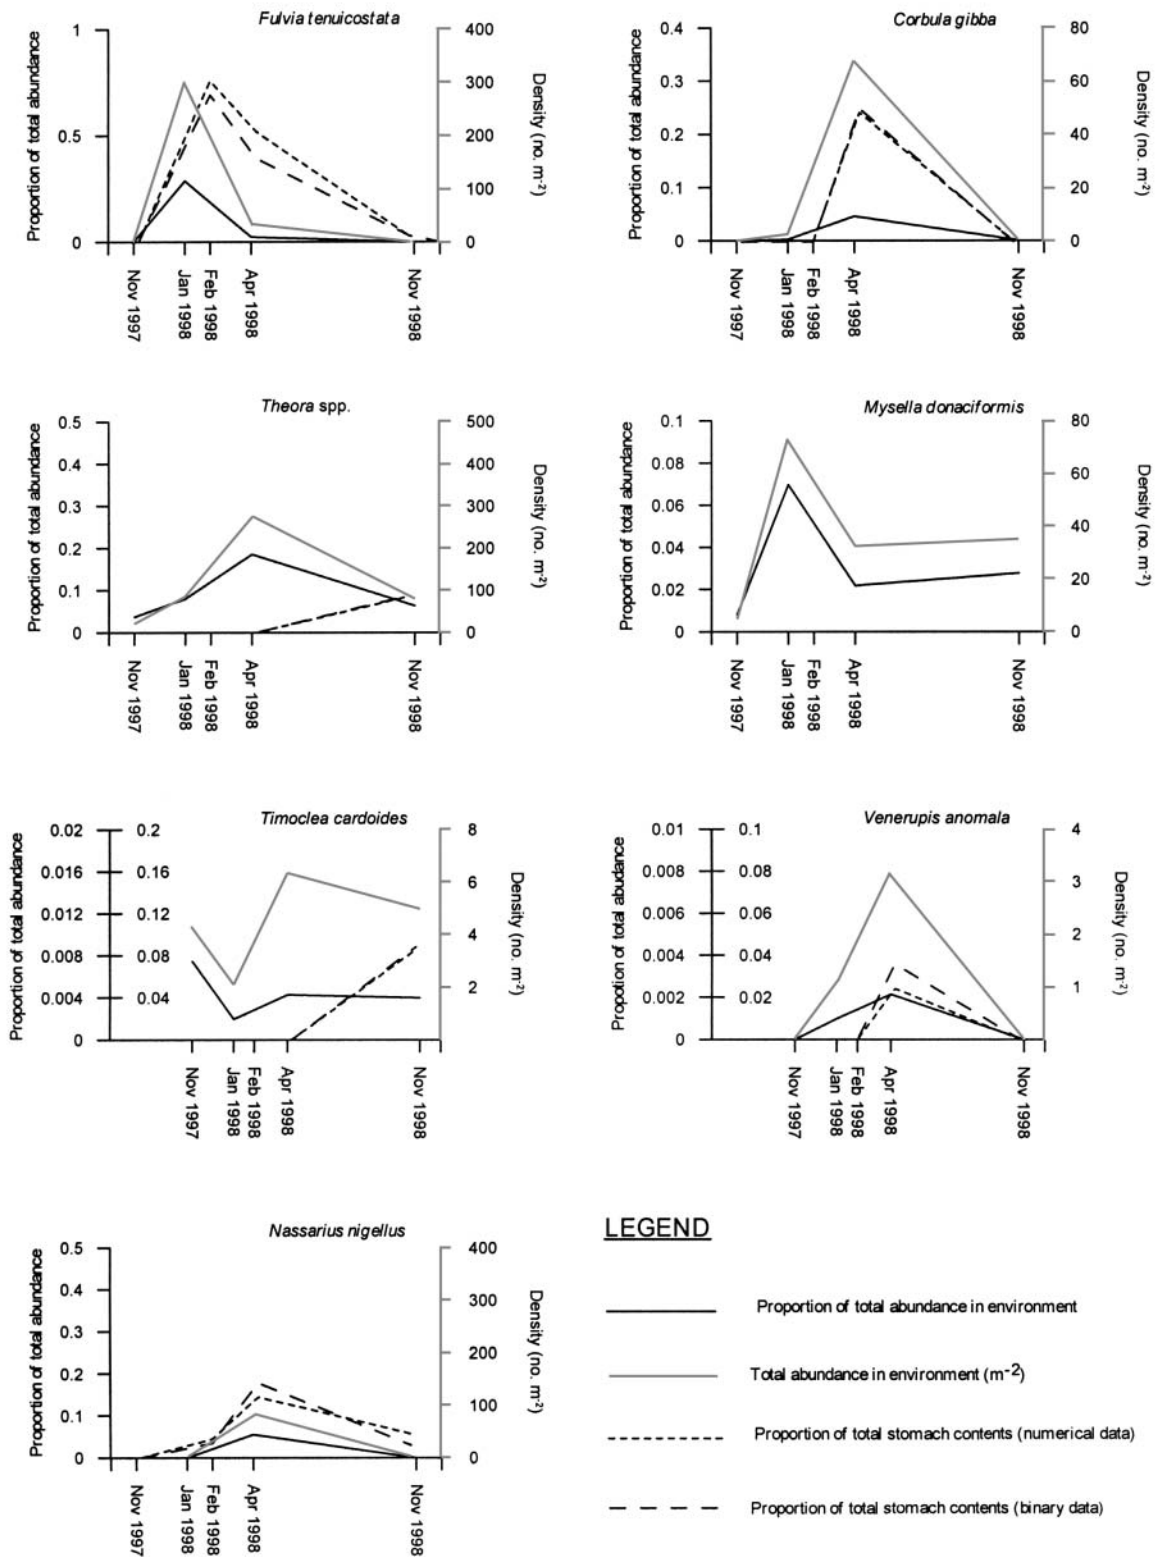 Fulvia tenuicostata
Proportion of total abundance
1
0.5
0
400
300
200
100
0
Density (no. m-2)
Nov 1997
Jan 1998
Feb 1998
Apr 1998
Nov 1998
Corbula gibba
Proportion of total abundance
0.4
0.3
0.2
0.1
0
80
60
40
20
0
Density (no. m-2)
Nov 1997
Jan 1998
Feb 1998
Apr 1998
Nov 1998
Theora spp.
Proportion of total abundance
0.5
0.4
0.3
0.2
0.1
0
500
400
300
200
100
0
Density (no. m-2)
Nov 1997
Jan 1998
Feb 1998
Apr 1998
Nov 1998
Mysella donaciformis
Proportion of total abundance
0.1
0.08
0.06
0.04
0.02
0
80
60
40
20
0
Density (no. m-2)
Nov 1997
Jan 1998
Feb 1998
Apr 1998
Nov 1998
Timoclea cardoides
Proportion of total abundance
0.02
0.016
0.012
0.008
0.004
0
0.2
0.16
0.12
0.08
0.04
8
6
4
2
Density (no. m-2)
Nov 1997
Jan 1998
Feb 1998
Apr 1998
Nov 1998
Venerupis anomala
Propotion of total abundance
0.01
0.008
0.006
0.004
0.002
0
0.1
0.08
0.06
0.04
0.02
4
3
2
1
Density (no. m-2)
Nov 1997
Jan 1998
Feb 1998
Apr 1998
Nov 1998
Nassarius nigellus
Proportion of total abundance
0.5
0.4
0.3
0.2
0.1
0
400
300
200
100
0
Density (no. m-2)
Nov 1997
Jan 1998
Feb 1998
Apr 1998
Nov 1998
LEGEND
Proportion of total abundance in environment
Total abundance in environment (m-2)
Proportion of total stomach contents (numerical data)
Proportion of total stomach contents (binary data)